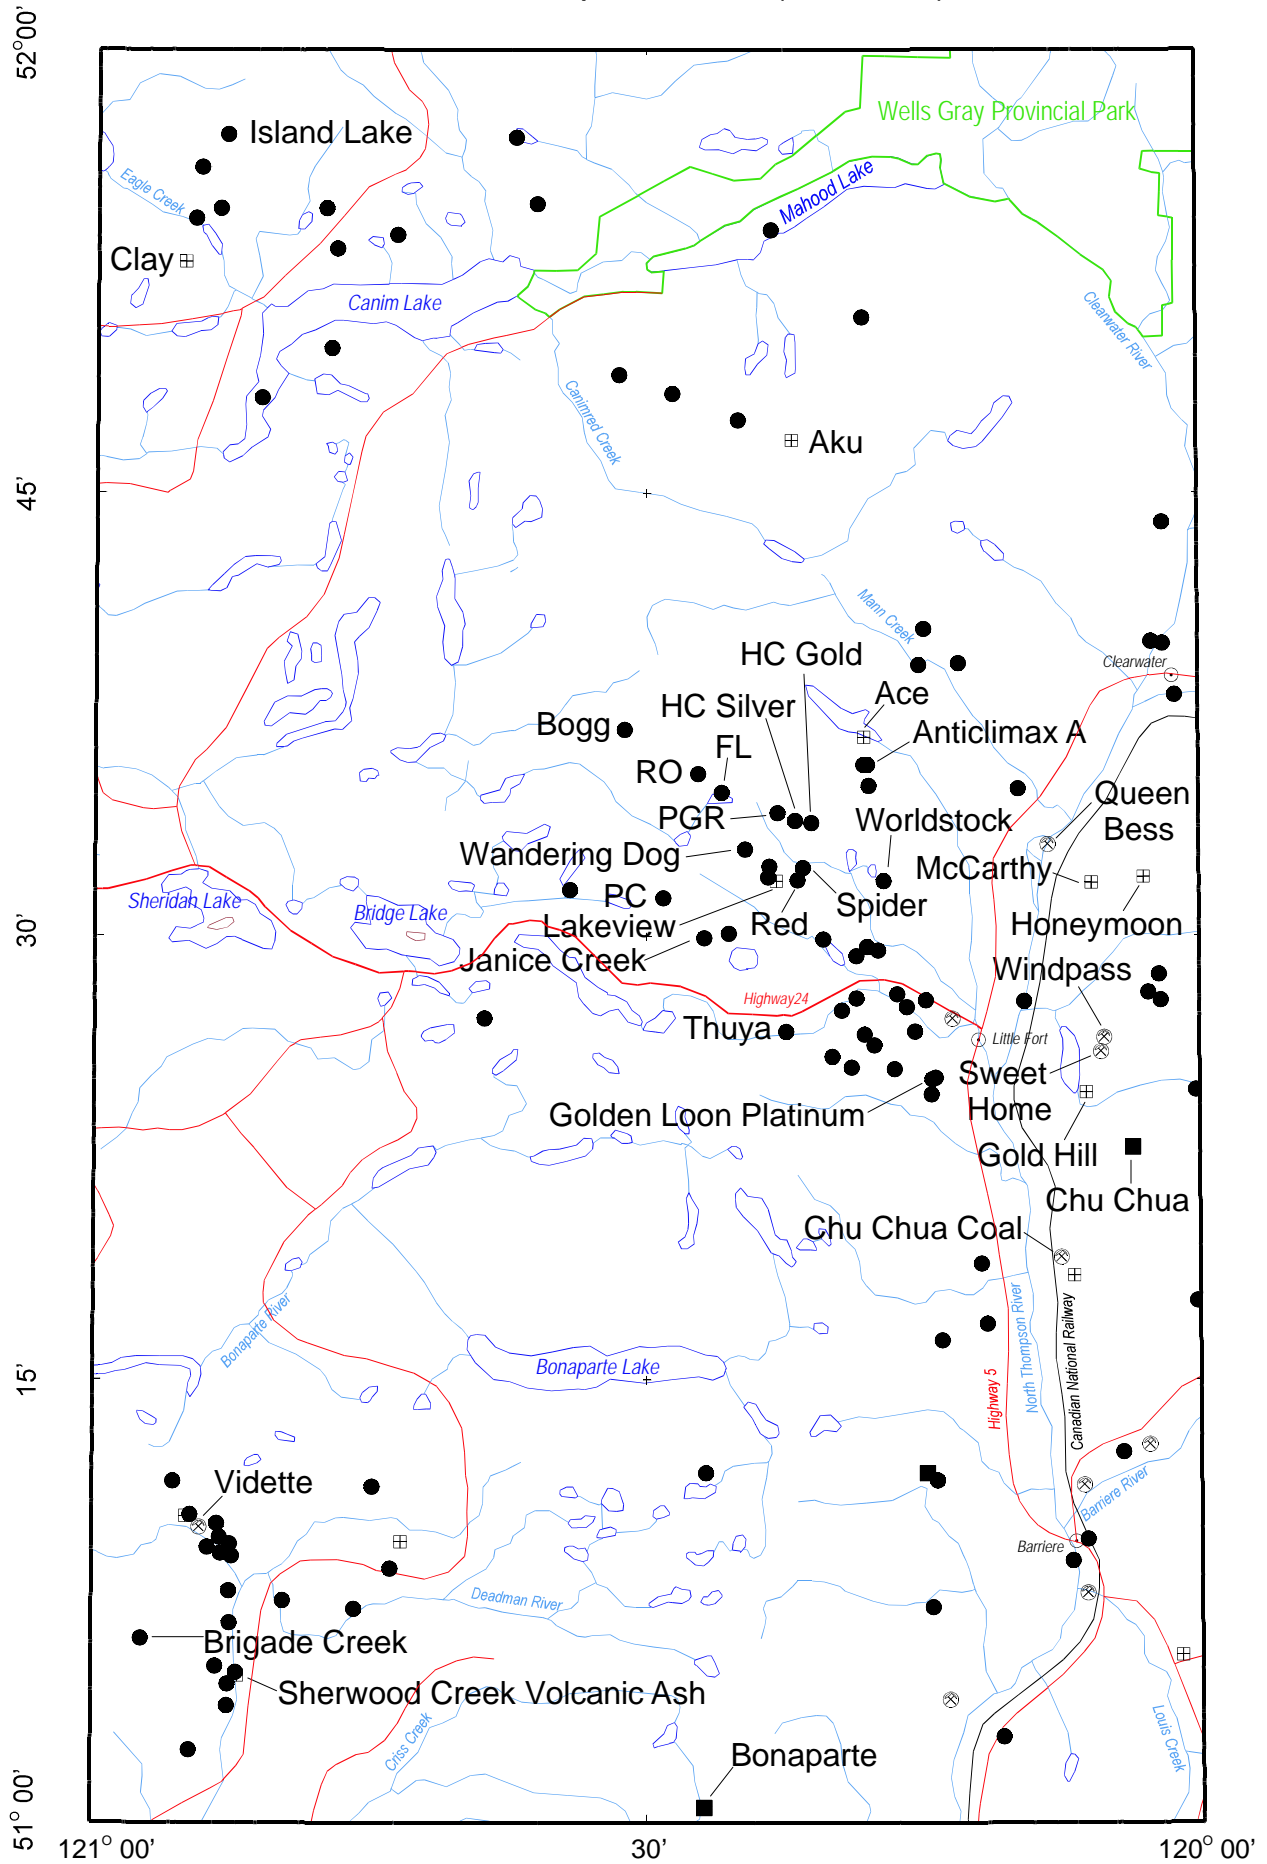 52°00'
Wells Gray Provincial Park
Island Lake
Eagle Creek
Mahood Lake
Clay
Canim Lake
Clearwater River
Canimred Creek
Aku
45'
Mann Creek
HC Gold
Clearwater
Ace
HC Silver
Bogg
Anticlimax A
FL
RO
Queen
Bess
PGR
Worldstock
Wandering Dog
McCarthy
PC
Sheridan Lake
Bridge Lake
Spider
Lakeview
Red
Honeymoon
30'
Janice Creek
Windpass
Highway24
Thuya
Little Fort
Sweet
Home
Golden Loon Platinum
Gold Hill
Chu Chua
Chu Chua Coal
Bonaparte River
North Thompson River
Canadian National Railway
Bonaparte Lake
15'
Highway 5
Vidette
Barriere River
Barriere
Deadman River
Brigade Creek
Sherwood Creek Volcanic Ash
Criss Creek
Louis Creek
Bonaparte
51° 00'
121° 00'
30'
120° 00'